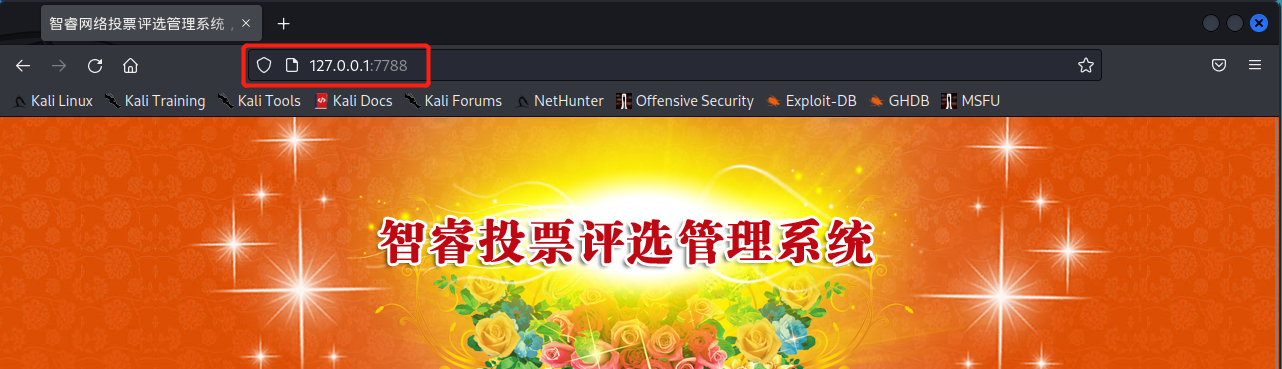 智睿网络投票评选管理系统，
127.0.0.1:7788
Kali Linux Kali Training Kali Tools Kali Docs Kali Forums NetHunter Offensive Security Exploit-DB GHDB MSFU
智睿投票评选管理系统